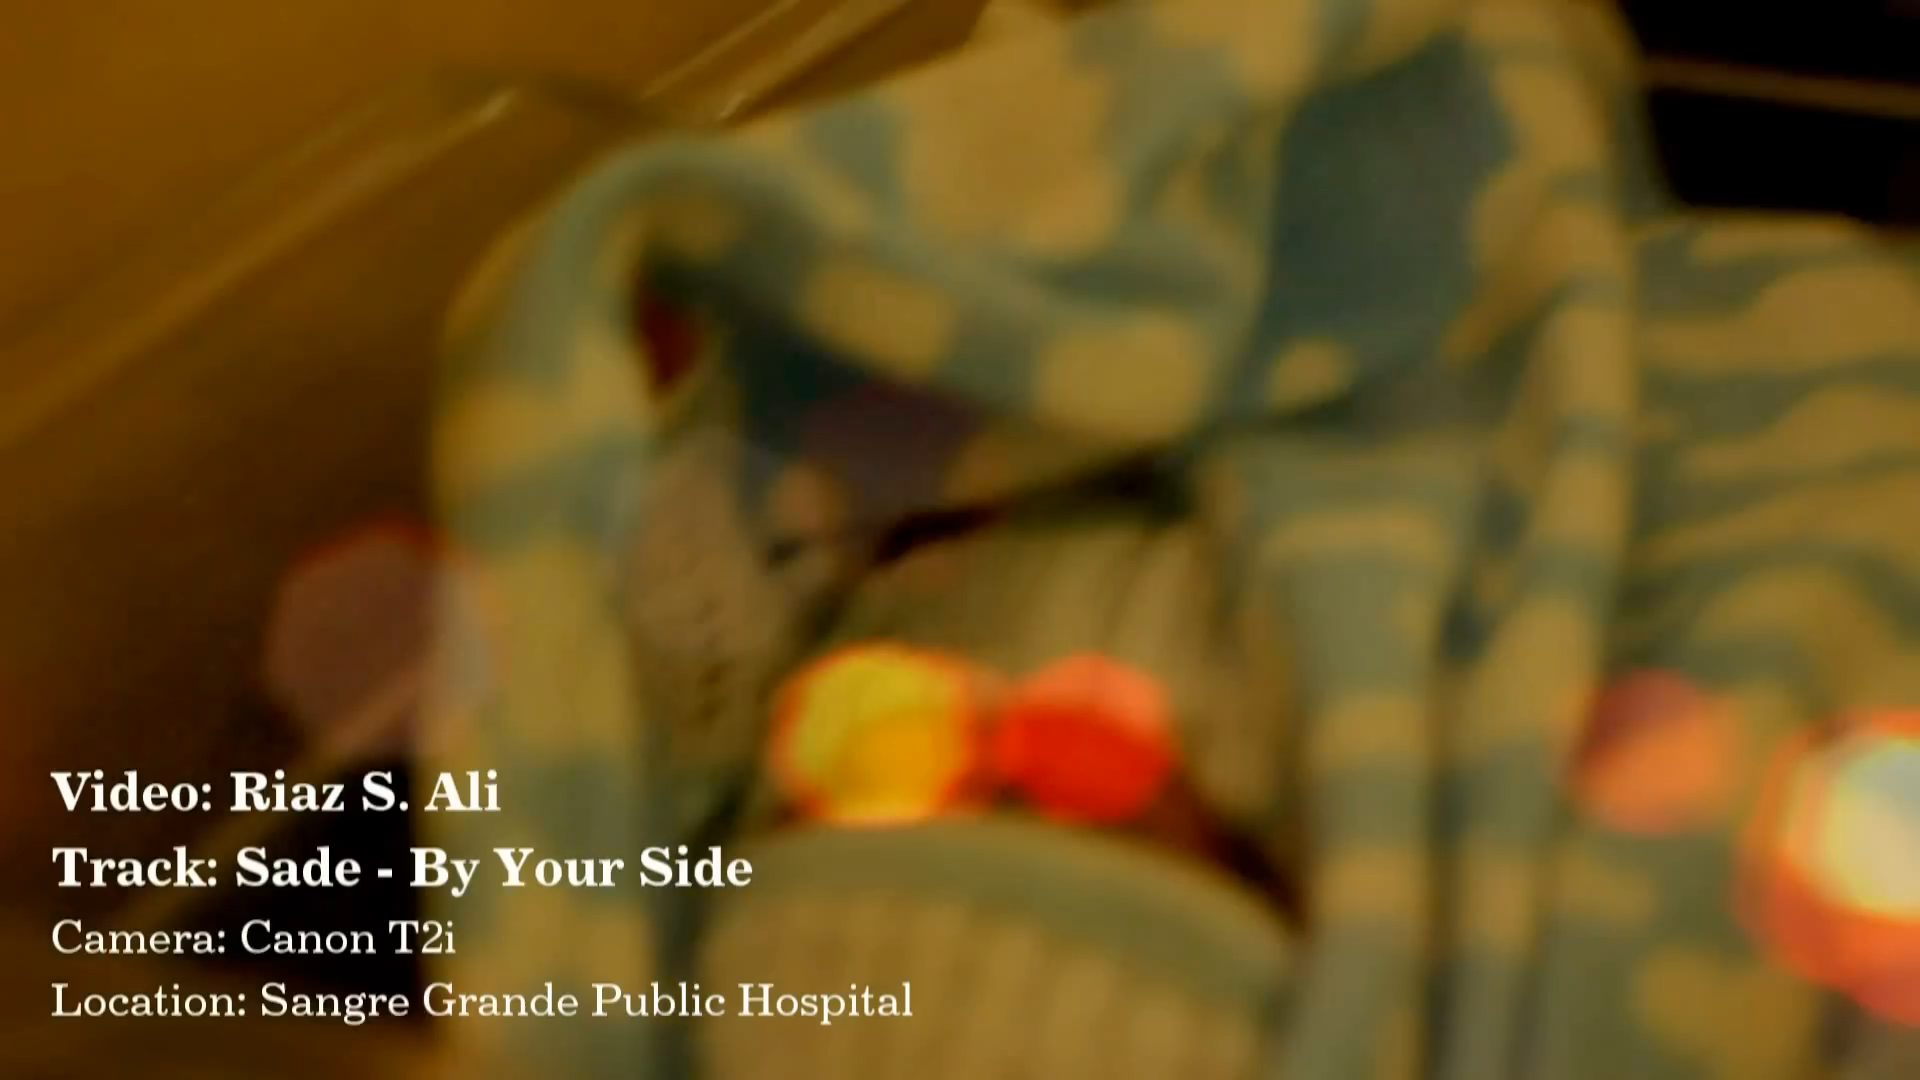 Video: Riaz S. Ali
Track: Sade - By Your Side
Camera: Canon T2i
Location: Sangre Grande Public Hospital